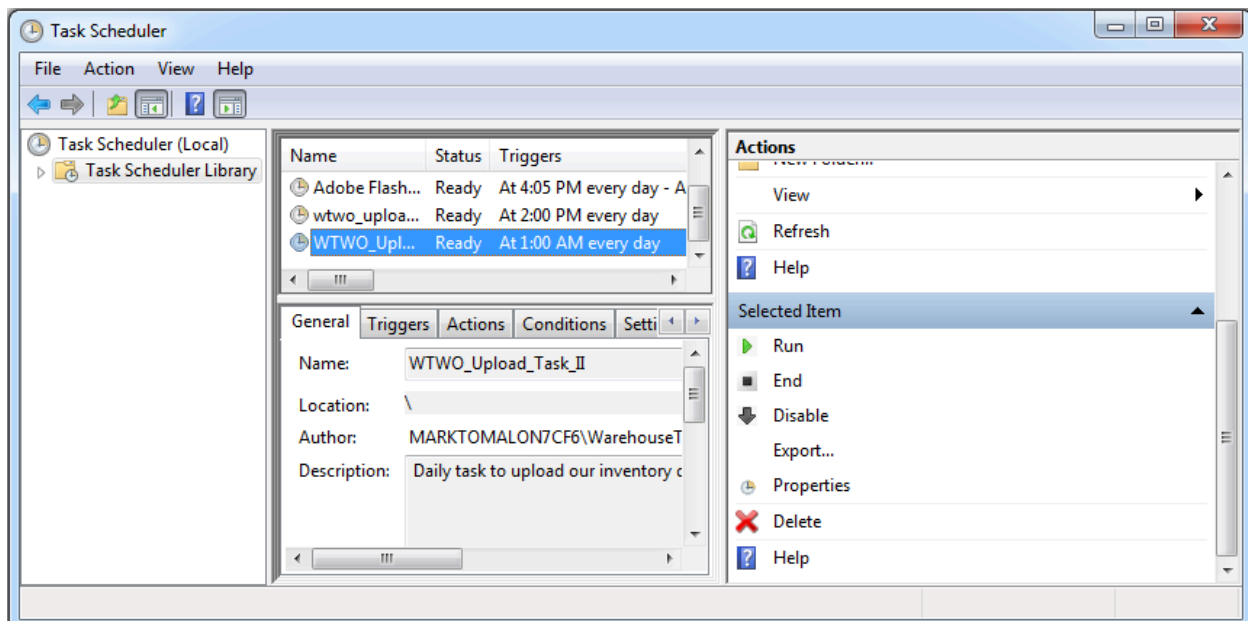 Task Scheduler
File Action View Help
Task Scheduler (Local)
Task Scheduler Library
Name Status Triggers
Adobe Flash... Ready At 4:05 PM every day - A
wtwo_uploa... Ready At 2:00 PM every day
WTWO_Upl... Ready At 1:00 AM every day
General Triggers Actions Conditions Setti
Name: WTWO_Upload_Task_II
Location: \
Author: MARKTOMALON7CF6\WarehouseT
Description: Daily task to upload our inventory c
Actions
New Folder...
View
Refresh
Help
Selected Item
Run
End
Disable
Export...
Properties
Delete
Help